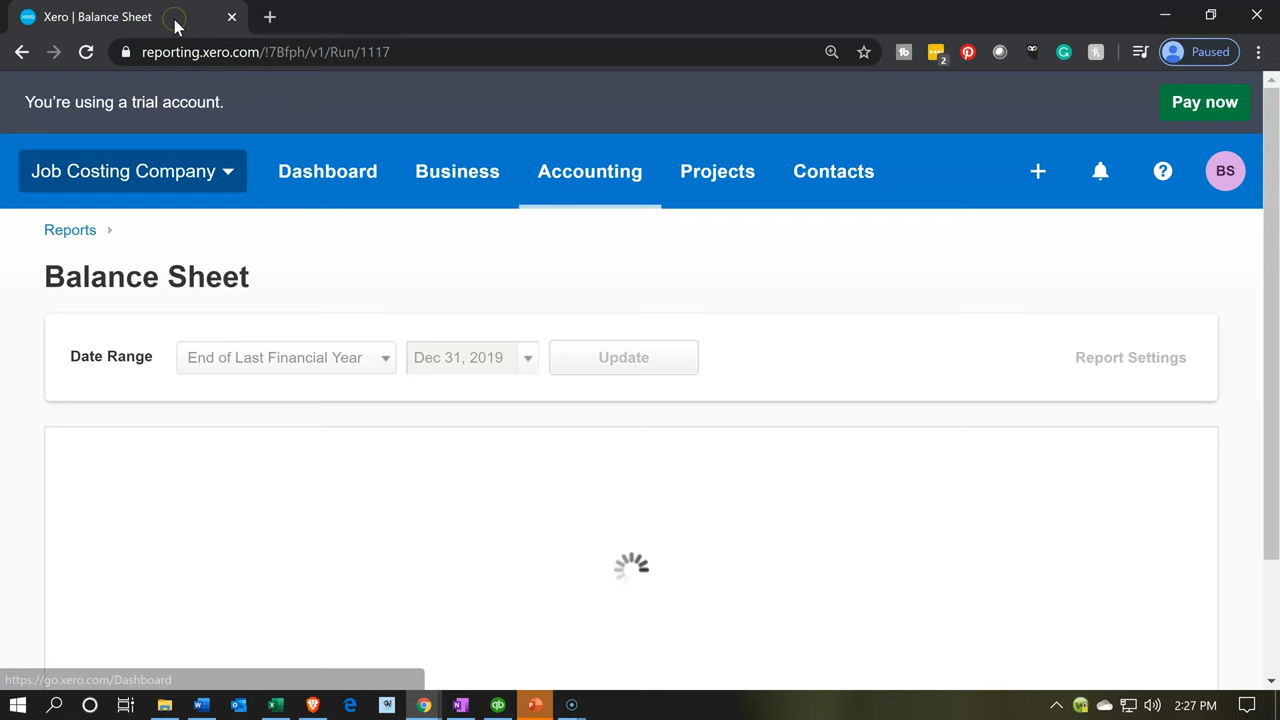 Xero | Balance Sheet
reporting.xero.com/!7Bfph/v1/Run/1117
2
Paused
You're using a trial account.
Pay now
Job Costing Company
Dashboard
Business
Accounting
Projects
Contacts
BS
Reports
Balance Sheet
Date Range
End of Last Financial Year
Dec 31, 2019
Update
Report Settings
https://go.xero.com/Dashboard
2:27 PM